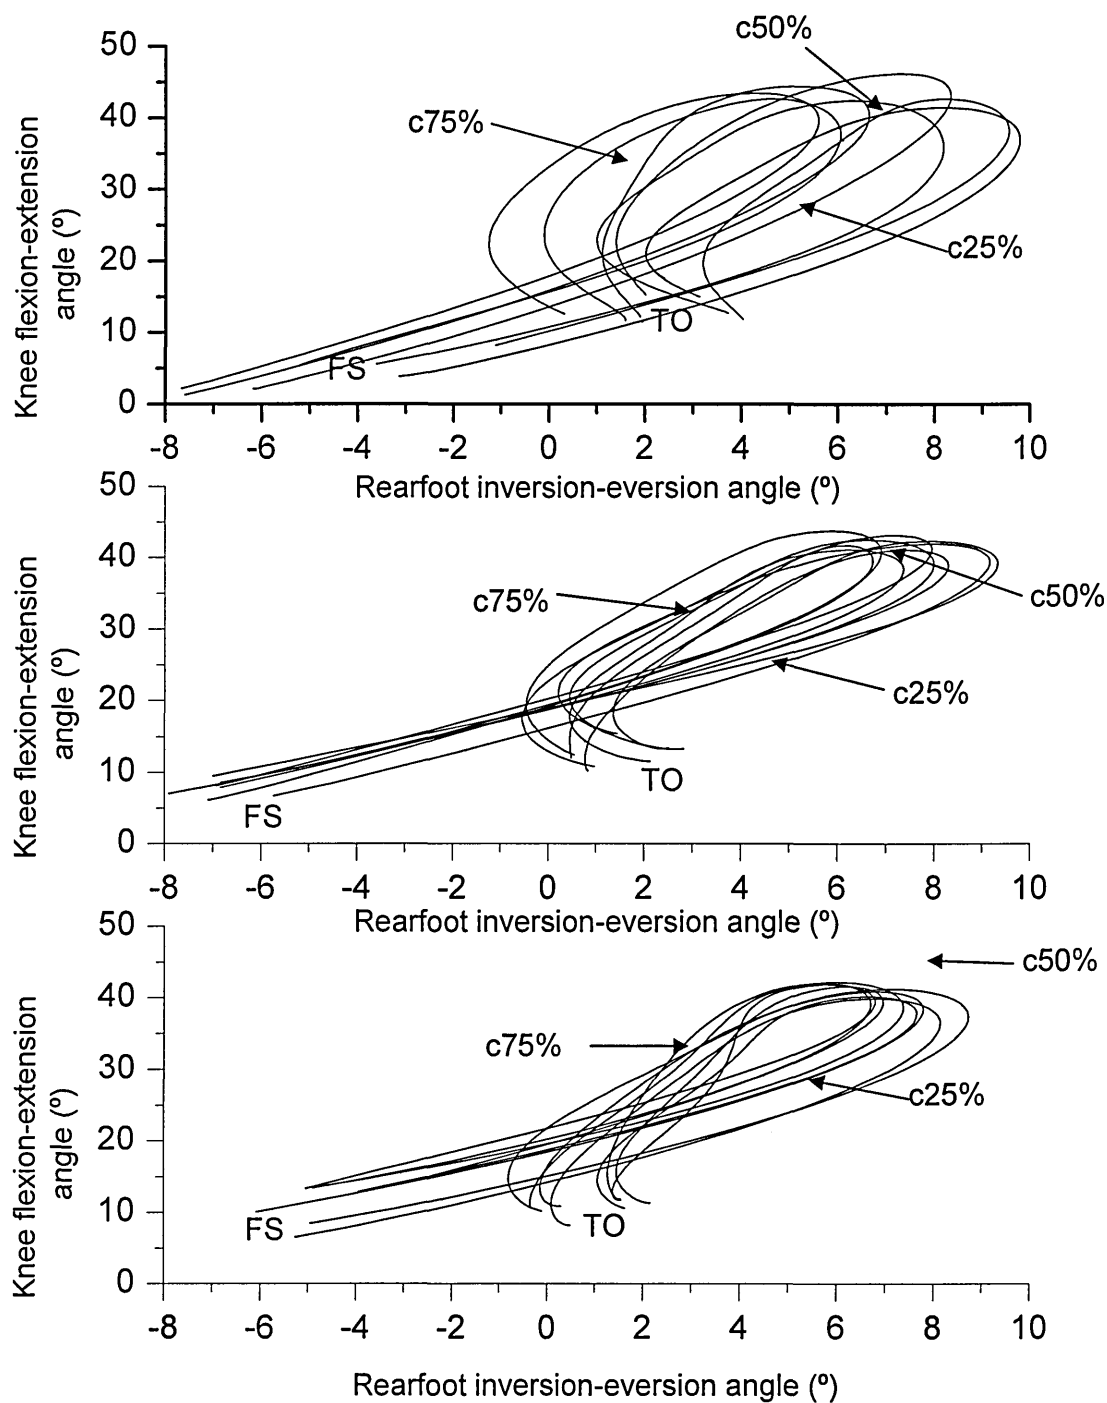 c50%
50
c75%
40
30
c25%
20
TO
10
FS
0
Knee flexion-extension
angle (º)
-8 -6 -4 -2 0 2 4 6 8 10
Rearfoot inversion-eversion angle (º)
50
40
c75%
c50%
30
c25%
20
TO
10
FS
0
Knee flexion-extension
angle (º)
-8 -6 -4 -2 0 2 4 6 8 10
Rearfoot inversion-eversion angle (º)
50
c50%
40
c75%
30
c25%
20
10
FS
TO
0
Knee flexion-extension
angle (º)
-8 -6 -4 -2 0 2 4 6 8 10
Rearfoot inversion-eversion angle (º)